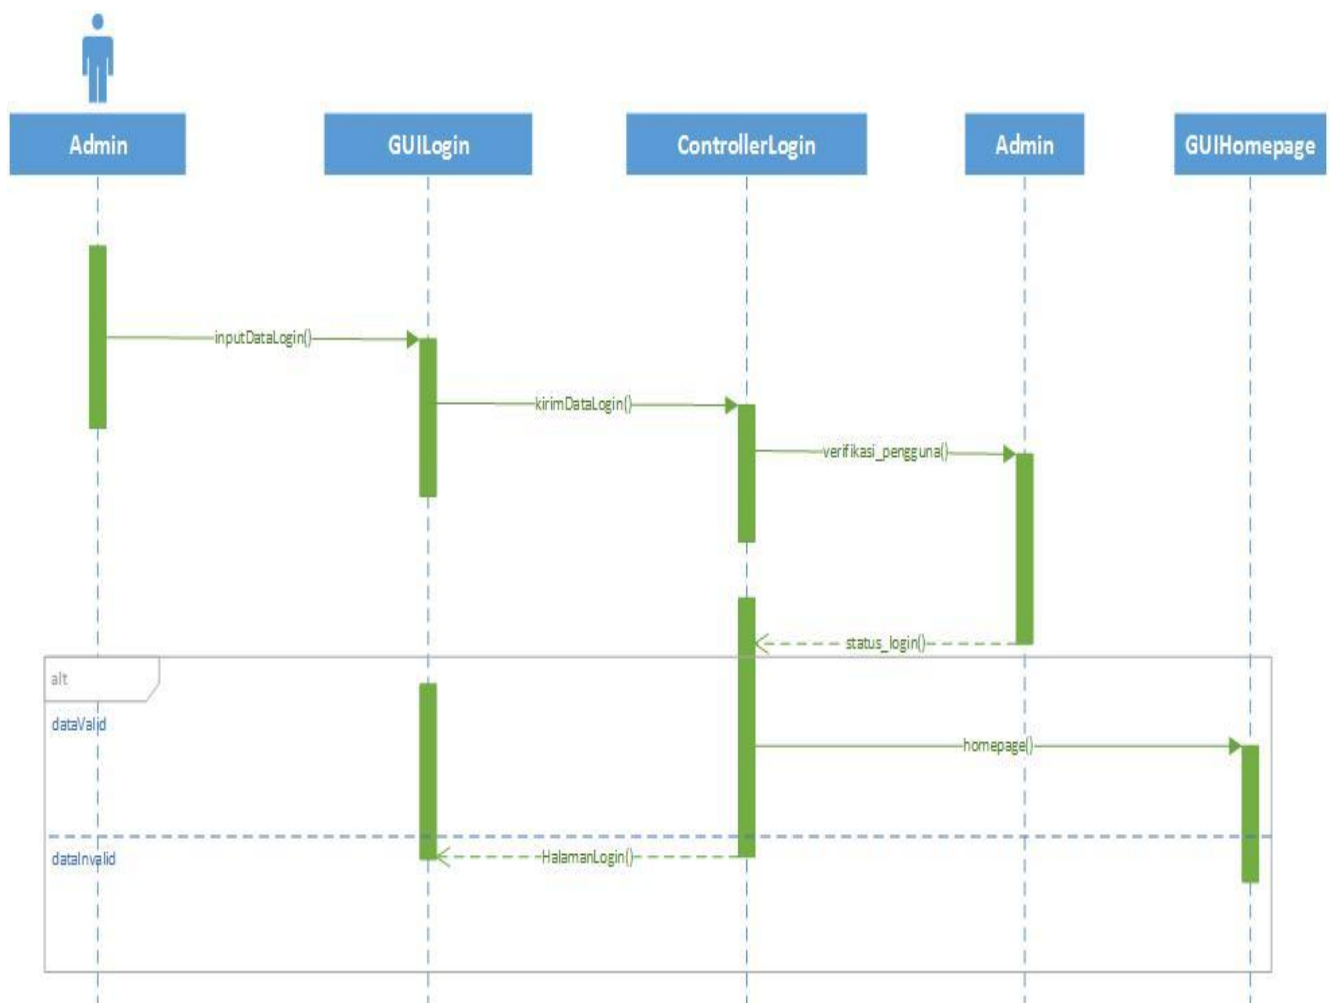 Admin
GUILogin
ControllerLogin
Admin
GUIHomepage
inputDataLogin()
kirimDataLogin()
verifikasi_pengguna()
status_login()
alt
dataValid
homepage()
dataInvalid
HalamanLogin()